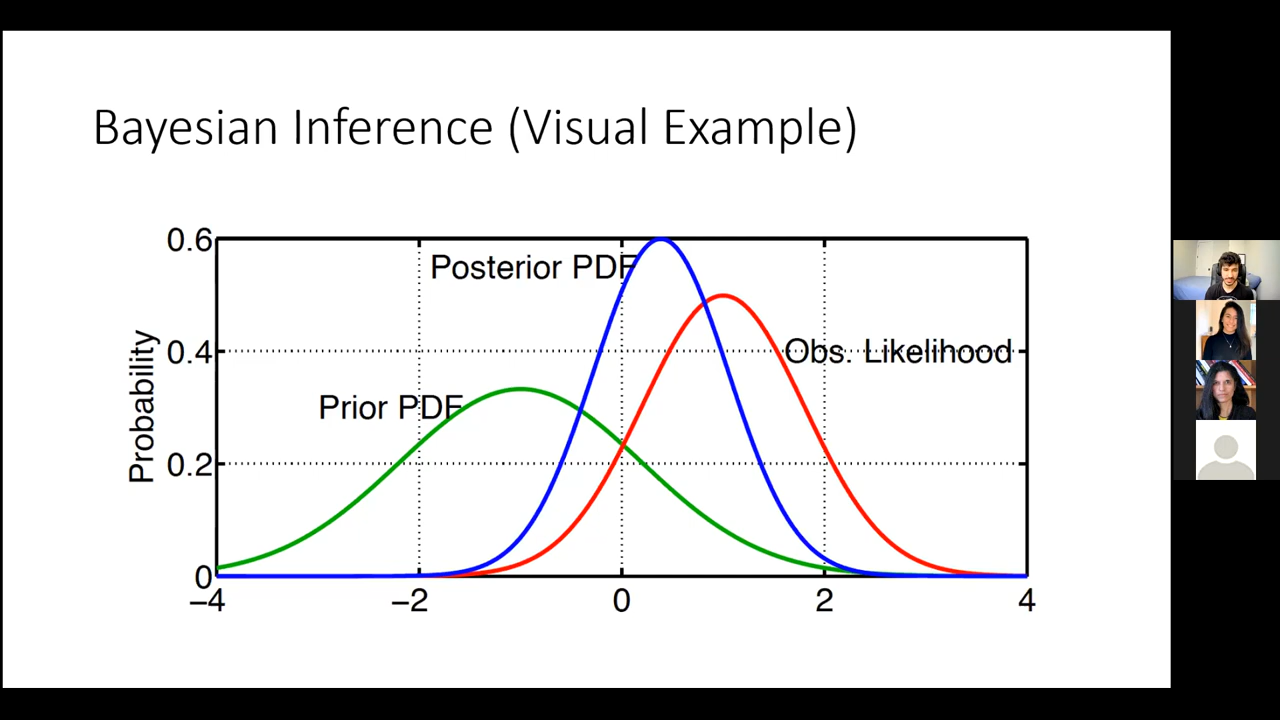 Bayesian Inference (Visual Example)
0.6
Posterior PDF
0.4
Obs. Likelihood
Prior PDF
Probability
0.2
0
−4
−2
0
2
4